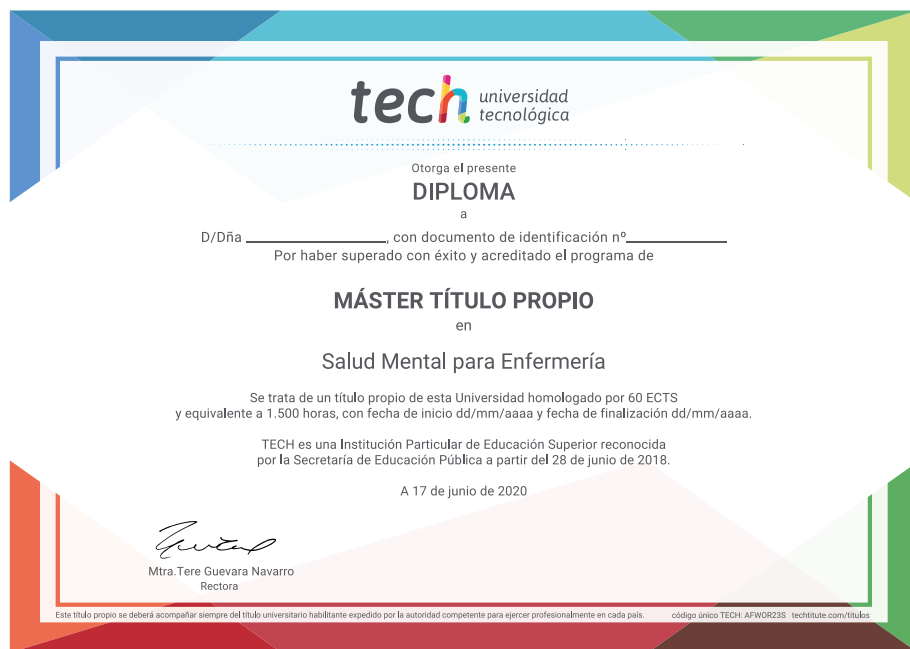 tech universidad
tecnológica
Otorga el presente
DIPLOMA
a
D/Dña ________________, con documento de identificación nº____________
Por haber superado con éxito y acreditado el programa de
MÁSTER TÍTULO PROPIO
en
Salud Mental para Enfermería
Se trata de un título propio de esta Universidad homologado por 60 ECTS
y equivalente a 1.500 horas, con fecha de inicio dd/mm/aaaa y fecha de finalización dd/mm/aaaa.
TECH es una Institución Particular de Educación Superior reconocida
por la Secretaría de Educación Pública a partir del 28 de junio de 2018.
A 17 de junio de 2020
Mtra.Tere Guevara Navarro
Rectora
Este título propio se deberá acompañar siempre del título universitario habilitante expedido por la autoridad competente para ejercer profesionalmente en cada país. código único TECH: AFWOR23S techtitute.com/titulos